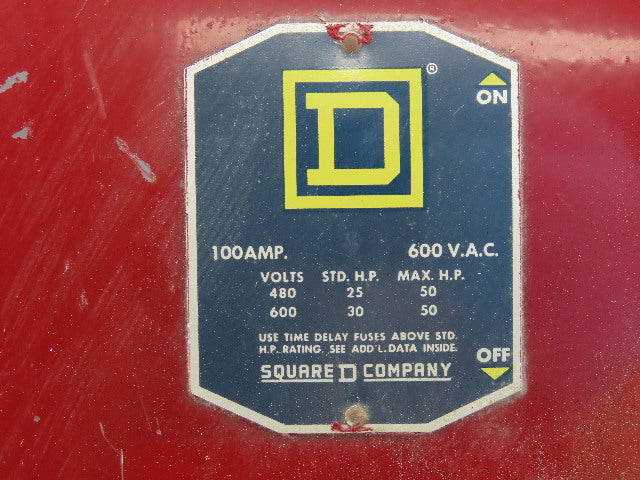 D®
ON
100AMP. 600 V.A.C.
VOLTS STD. H.P. MAX. H.P.
480 25 50
600 30 50
USE TIME DELAY FUSES ABOVE STD.
H.P. RATING. SEE ADD'L. DATA INSIDE.
OFF
SQUARE D COMPANY